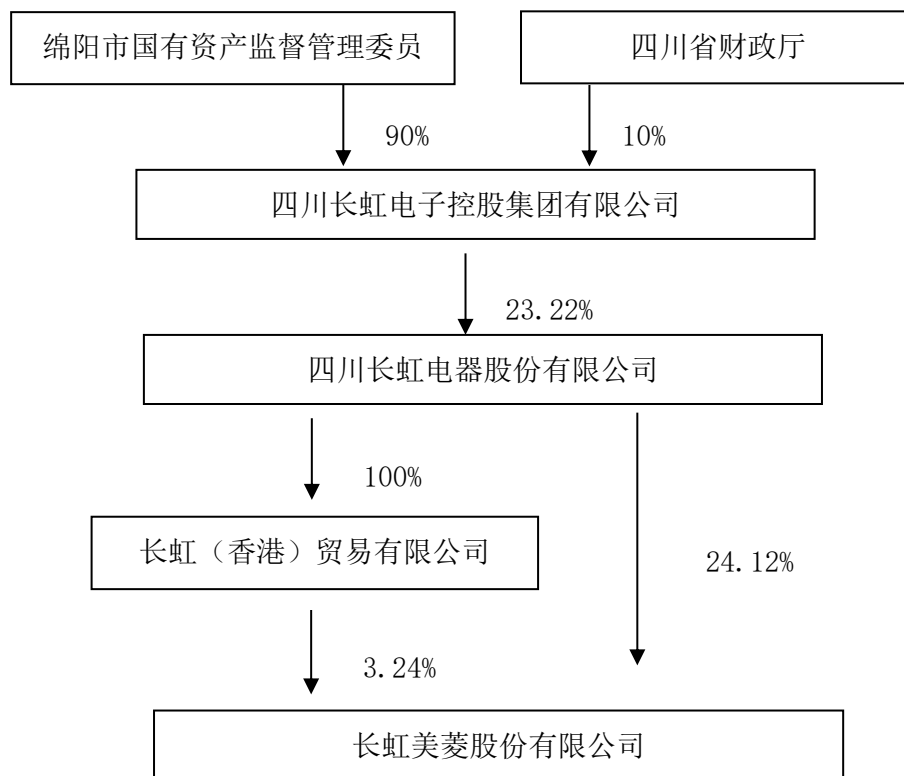 绵阳市国有资产监督管理委员
四川省财政厅
90%
10%
四川长虹电子控股集团有限公司
23.22%
四川长虹电器股份有限公司
100%
长虹（香港）贸易有限公司
24.12%
3.24%
长虹美菱股份有限公司